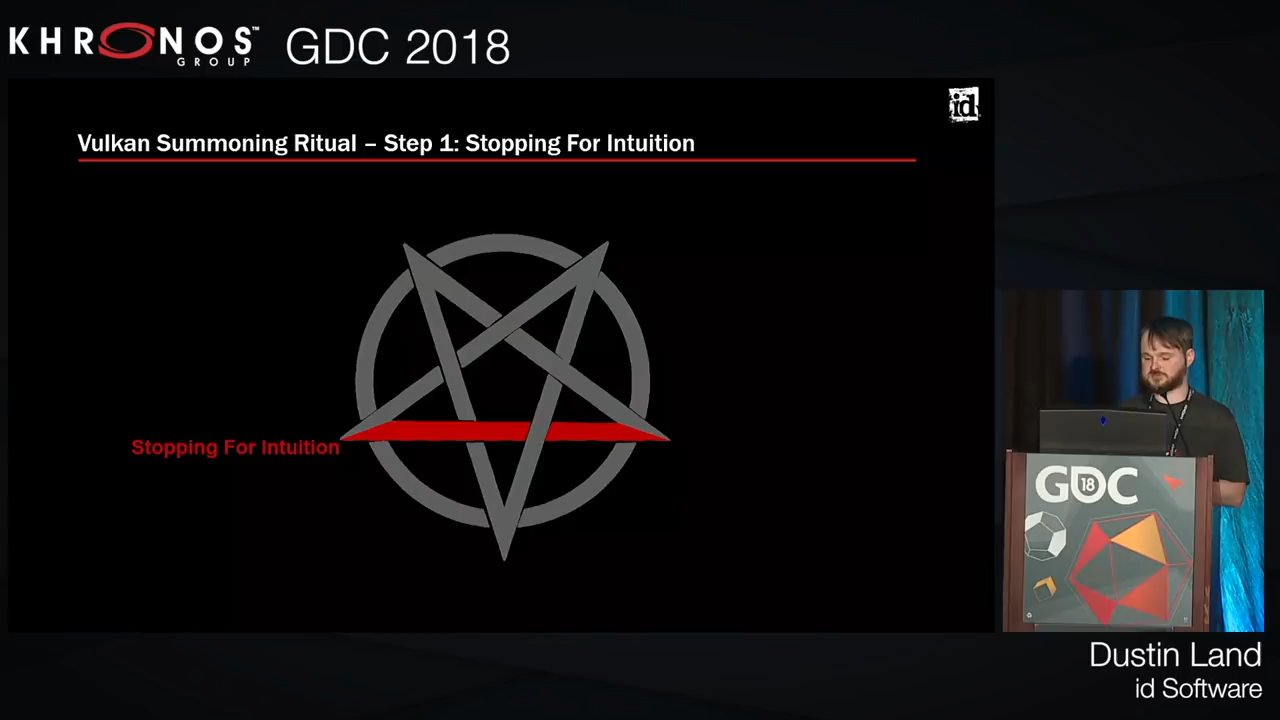 KHRONOS™
GROUP
GDC 2018
id
Vulkan Summoning Ritual – Step 1: Stopping For Intuition
Stopping For Intuition
GDC
18
Dustin Land
id Software